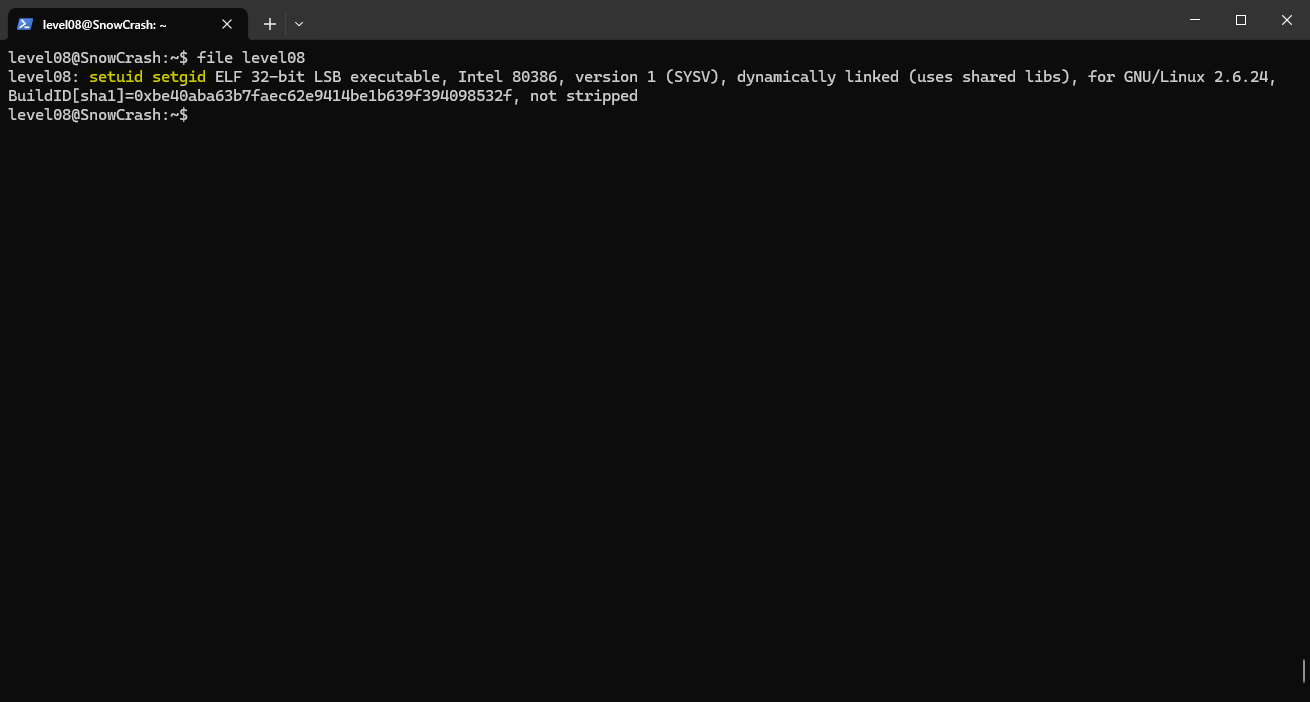 level08@SnowCrash: ~
level08@SnowCrash:~$ file level08
level08: setuid setgid ELF 32-bit LSB executable, Intel 80386, version 1 (SYSV), dynamically linked (uses shared libs), for GNU/Linux 2.6.24,
BuildID[sha1]=0xbe40aba63b7faec62e9414be1b639f394098532f, not stripped
level08@SnowCrash:~$